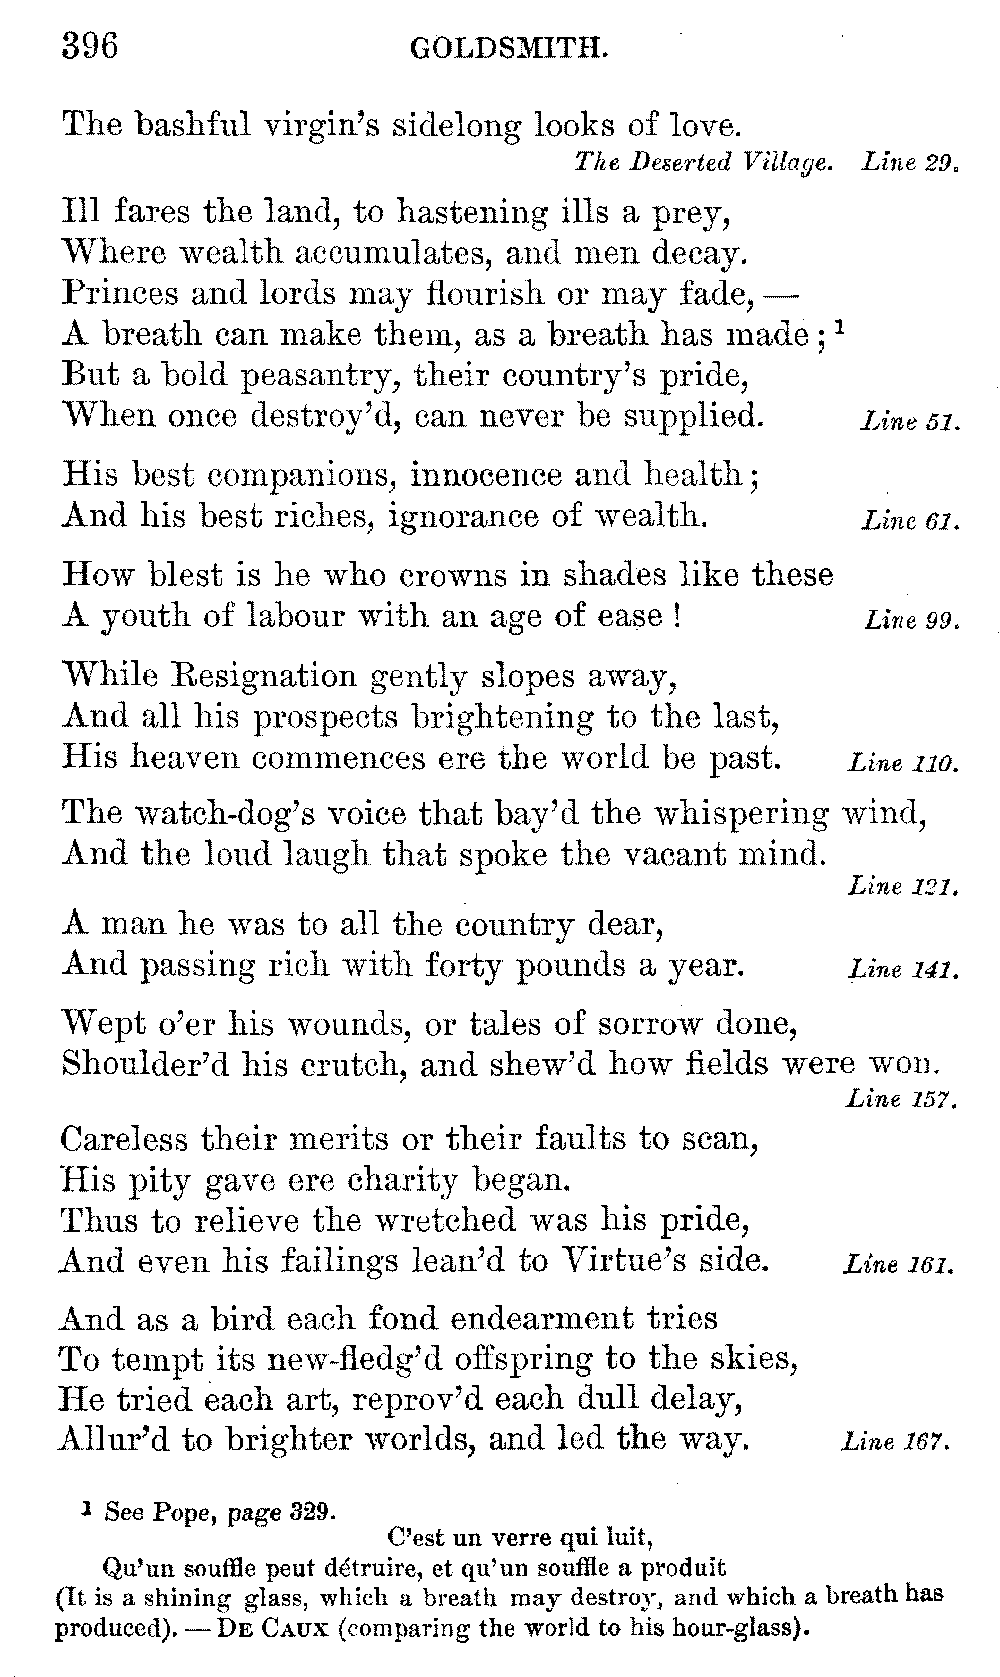 396 GOLDSMITH.
The bashful virgin's sidelong looks of love.
The Deserted Village. Line 29.
Ill fares the land, to hastening ills a prey,
Where wealth accumulates, and men decay.
Princes and lords may flourish or may fade, —
A breath can make them, as a breath has made; ¹
But a bold peasantry, their country's pride,
When once destroy'd, can never be supplied. Line 51.
His best companions, innocence and health;
And his best riches, ignorance of wealth. Line 61.
How blest is he who crowns in shades like these
A youth of labour with an age of ease! Line 99.
While Resignation gently slopes away,
And all his prospects brightening to the last,
His heaven commences ere the world be past. Line 110.
The watch-dog's voice that bay'd the whispering wind,
And the loud laugh that spoke the vacant mind.
Line 121.
A man he was to all the country dear,
And passing rich with forty pounds a year. Line 141.
Wept o'er his wounds, or tales of sorrow done,
Shoulder'd his crutch, and shew'd how fields were won.
Line 157.
Careless their merits or their faults to scan,
His pity gave ere charity began.
Thus to relieve the wretched was his pride,
And even his failings lean'd to Virtue's side. Line 161.
And as a bird each fond endearment tries
To tempt its new-fledg'd offspring to the skies,
He tried each art, reprov'd each dull delay,
Allur'd to brighter worlds, and led the way. Line 167.
¹ See Pope, page 329.
C'est un verre qui luit,
Qu'un souffle peut détruire, et qu'un souffle a produit
(It is a shining glass, which a breath may destroy, and which a breath has
produced). — DE CAUX (comparing the world to his hour-glass).